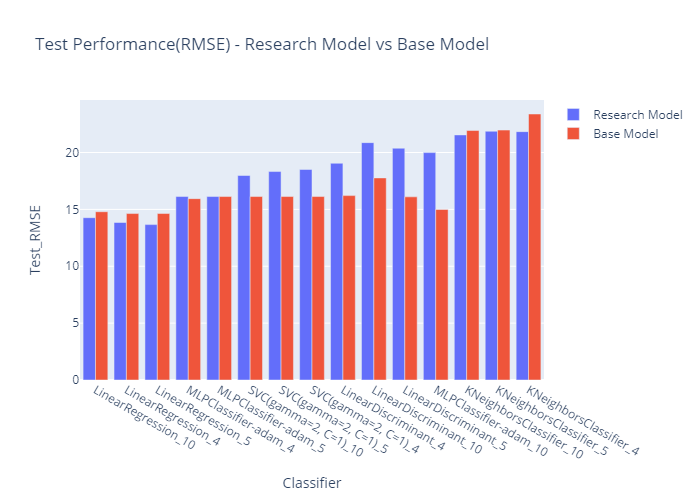 Test Performance(RMSE) - Research Model vs Base Model
Research Model
Base Model
Test_RMSE
20
15
10
5
0
LinearRegression_10
LinearRegression_4
LinearRegression_5
MLPClassifier-adam_4
MLPClassifier-adam_5
SVC(gamma=2, C=1)_10
SVC(gamma=2, C=1)_5
SVC(gamma=2, C=1)_4
LinearDiscriminant_4
LinearDiscriminant_10
LinearDiscriminant_5
MLPClassifier-adam_10
KNeighborsClassifier_10
KNeighborsClassifier_5
KNeighborsClassifier_4
Classifier